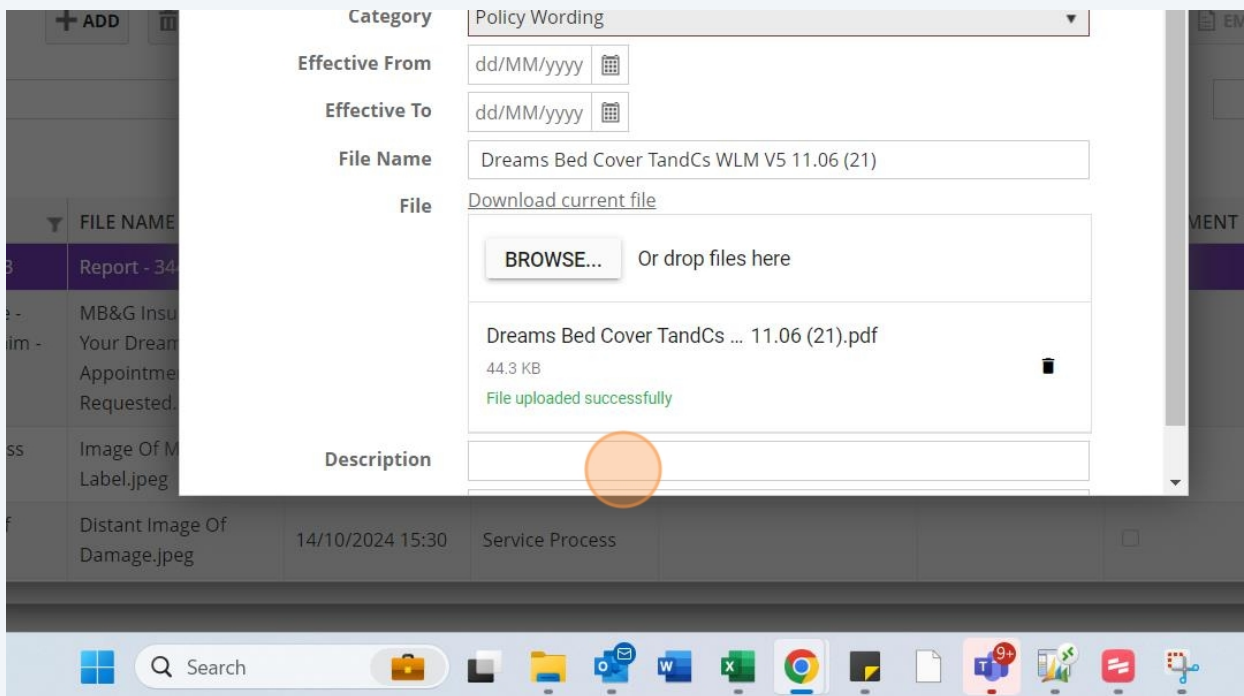 ADD
Category
Policy Wording
Effective From
dd/MM/yyyy
Effective To
dd/MM/yyyy
File Name
Dreams Bed Cover TandCs WLM V5 11.06 (21)
File
Download current file
BROWSE...
Or drop files here
Dreams Bed Cover TandCs ... 11.06 (21).pdf
44.3 KB
File uploaded successfully
Description
FILE NAME
Report - 34
MB&G Insu
Your Dream
Appointme
Requested.
Image Of M
Label.jpeg
Distant Image Of
Damage.jpeg
14/10/2024 15:30
Service Process
MENT
EM
Search
9+